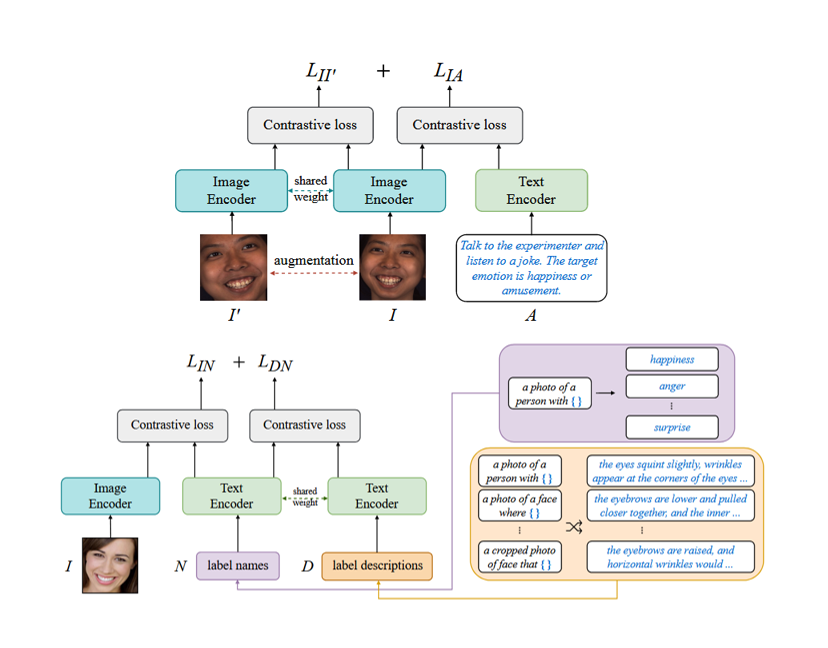 L_{II'} + L_{IA}
Contrastive loss
Contrastive loss
Image
Encoder
shared
weight
Image
Encoder
Text
Encoder
augmentation
Talk to the experimenter and
listen to a joke. The target
emotion is happiness or
amusement.
I'
I
A
L_{IN} + L_{DN}
Contrastive loss
Contrastive loss
Image
Encoder
Text
Encoder
shared
weight
Text
Encoder
I
N
label names
D
label descriptions
a photo of a
person with { }
happiness
anger
⋮
surprise
a photo of a
person with { }
the eyes squint slightly, wrinkles
appear at the corners of the eyes ...
a photo of a face
where { }
the eyebrows are lower and pulled
closer together, and the inner ...
⋮
⋮
a cropped photo
of face that { }
the eyebrows are raised, and
horizontal wrinkles would ...